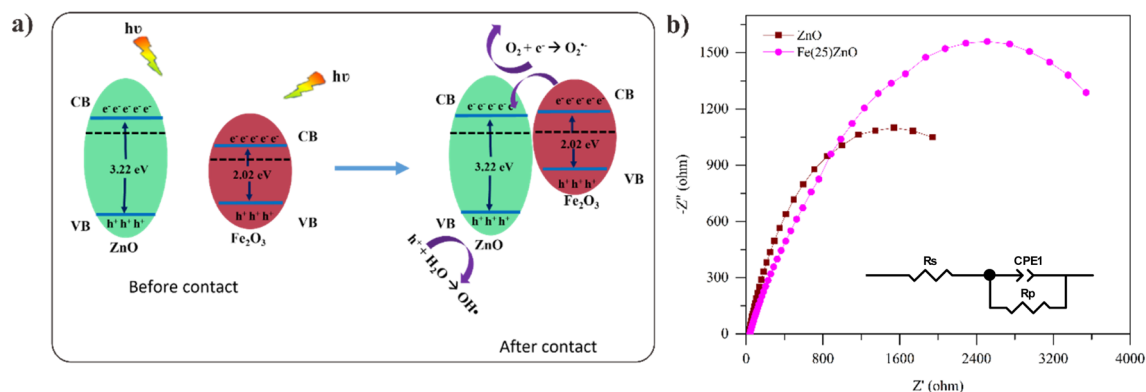 a)
hυ
hυ
CB
e⁻ e⁻ e⁻ e⁻ e⁻
3.22 eV
h⁺ h⁺ h⁺
VB
ZnO
CB
e⁻ e⁻ e⁻ e⁻ e⁻
2.02 eV
h⁺ h⁺ h⁺
VB
Fe₂O₃
Before contact
O₂ + e⁻ → O₂•⁻
CB
e⁻ e⁻ e⁻ e⁻ e⁻
3.22 eV
h⁺ h⁺ h⁺
VB
ZnO
CB
e⁻ e⁻ e⁻ e⁻ e⁻
2.02 eV
h⁺ h⁺ h⁺
VB
Fe₂O₃
h⁺ + H₂O → OH•
After contact
b)
ZnO
Fe(25)ZnO
-Z" (ohm)
1500
1200
900
600
300
0
Rs
CPE1
Rp
0 800 1600 2400 3200 4000
Z' (ohm)